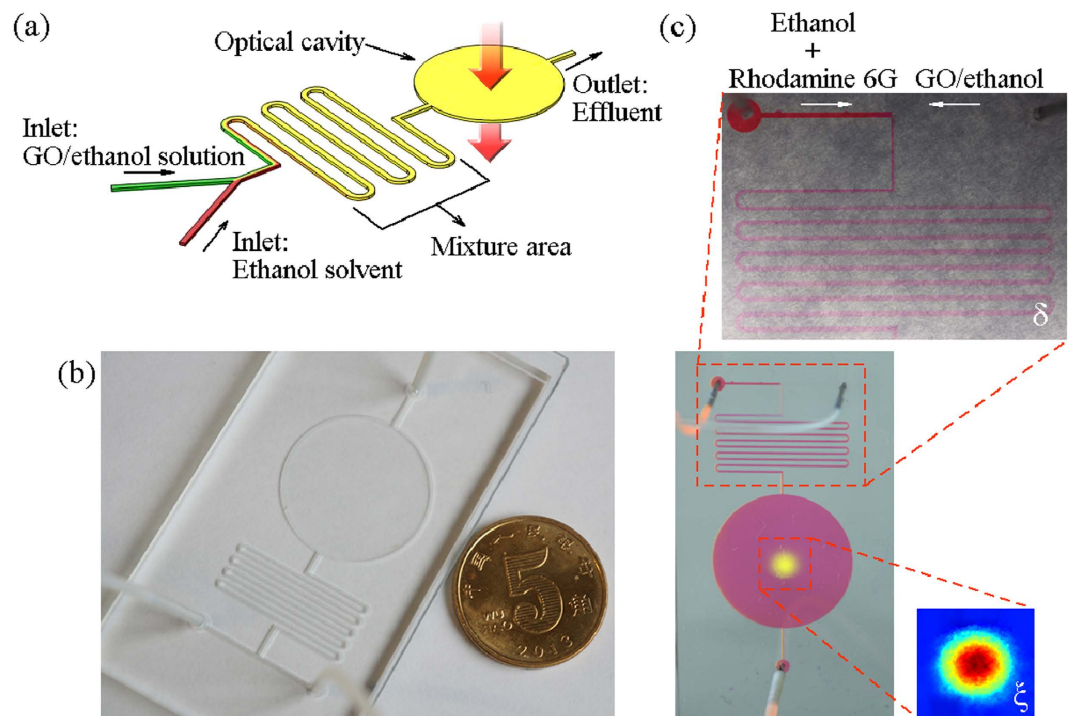 (a)
Optical cavity
Outlet:
Effluent
Inlet:
GO/ethanol solution
Inlet:
Ethanol solvent
Mixture area
(b)
5
2013
(c)
Ethanol
+
Rhodamine 6G
GO/ethanol
δ
ξ